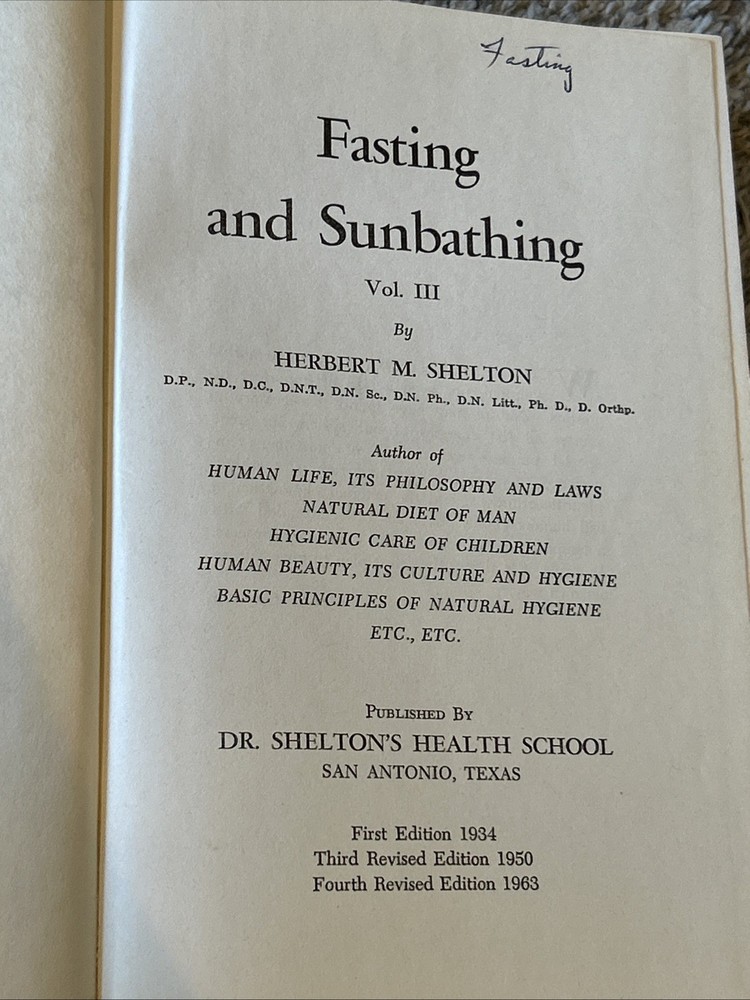 Fasting
Fasting
and Sunbathing
Vol. III
By
HERBERT M. SHELTON
D.P., N.D., D.C., D.N.T., D.N. Sc., D.N. Ph., D.N. Litt., Ph. D., D. Orthp.
Author of
HUMAN LIFE, ITS PHILOSOPHY AND LAWS
NATURAL DIET OF MAN
HYGIENIC CARE OF CHILDREN
HUMAN BEAUTY, ITS CULTURE AND HYGIENE
BASIC PRINCIPLES OF NATURAL HYGIENE
ETC., ETC.
PUBLISHED BY
DR. SHELTON'S HEALTH SCHOOL
SAN ANTONIO, TEXAS
First Edition 1934
Third Revised Edition 1950
Fourth Revised Edition 1963